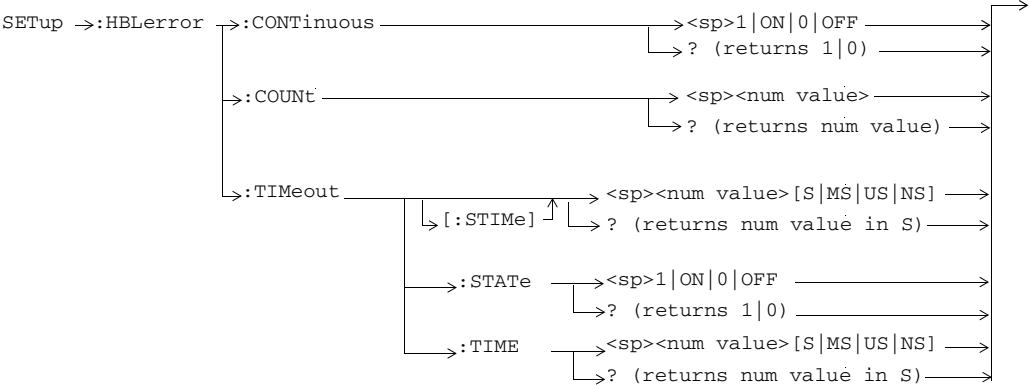 SETup :HBLerror :CONTinuous <sp>1|ON|0|OFF
? (returns 1|0)
:COUNt <sp><num value>
? (returns num value)
:TIMeout <sp><num value>[S|MS|US|NS]
[:STIMe] ? (returns num value in S)
:STATe <sp>1|ON|0|OFF
? (returns 1|0)
:TIME <sp><num value>[S|MS|US|NS]
? (returns num value in S)